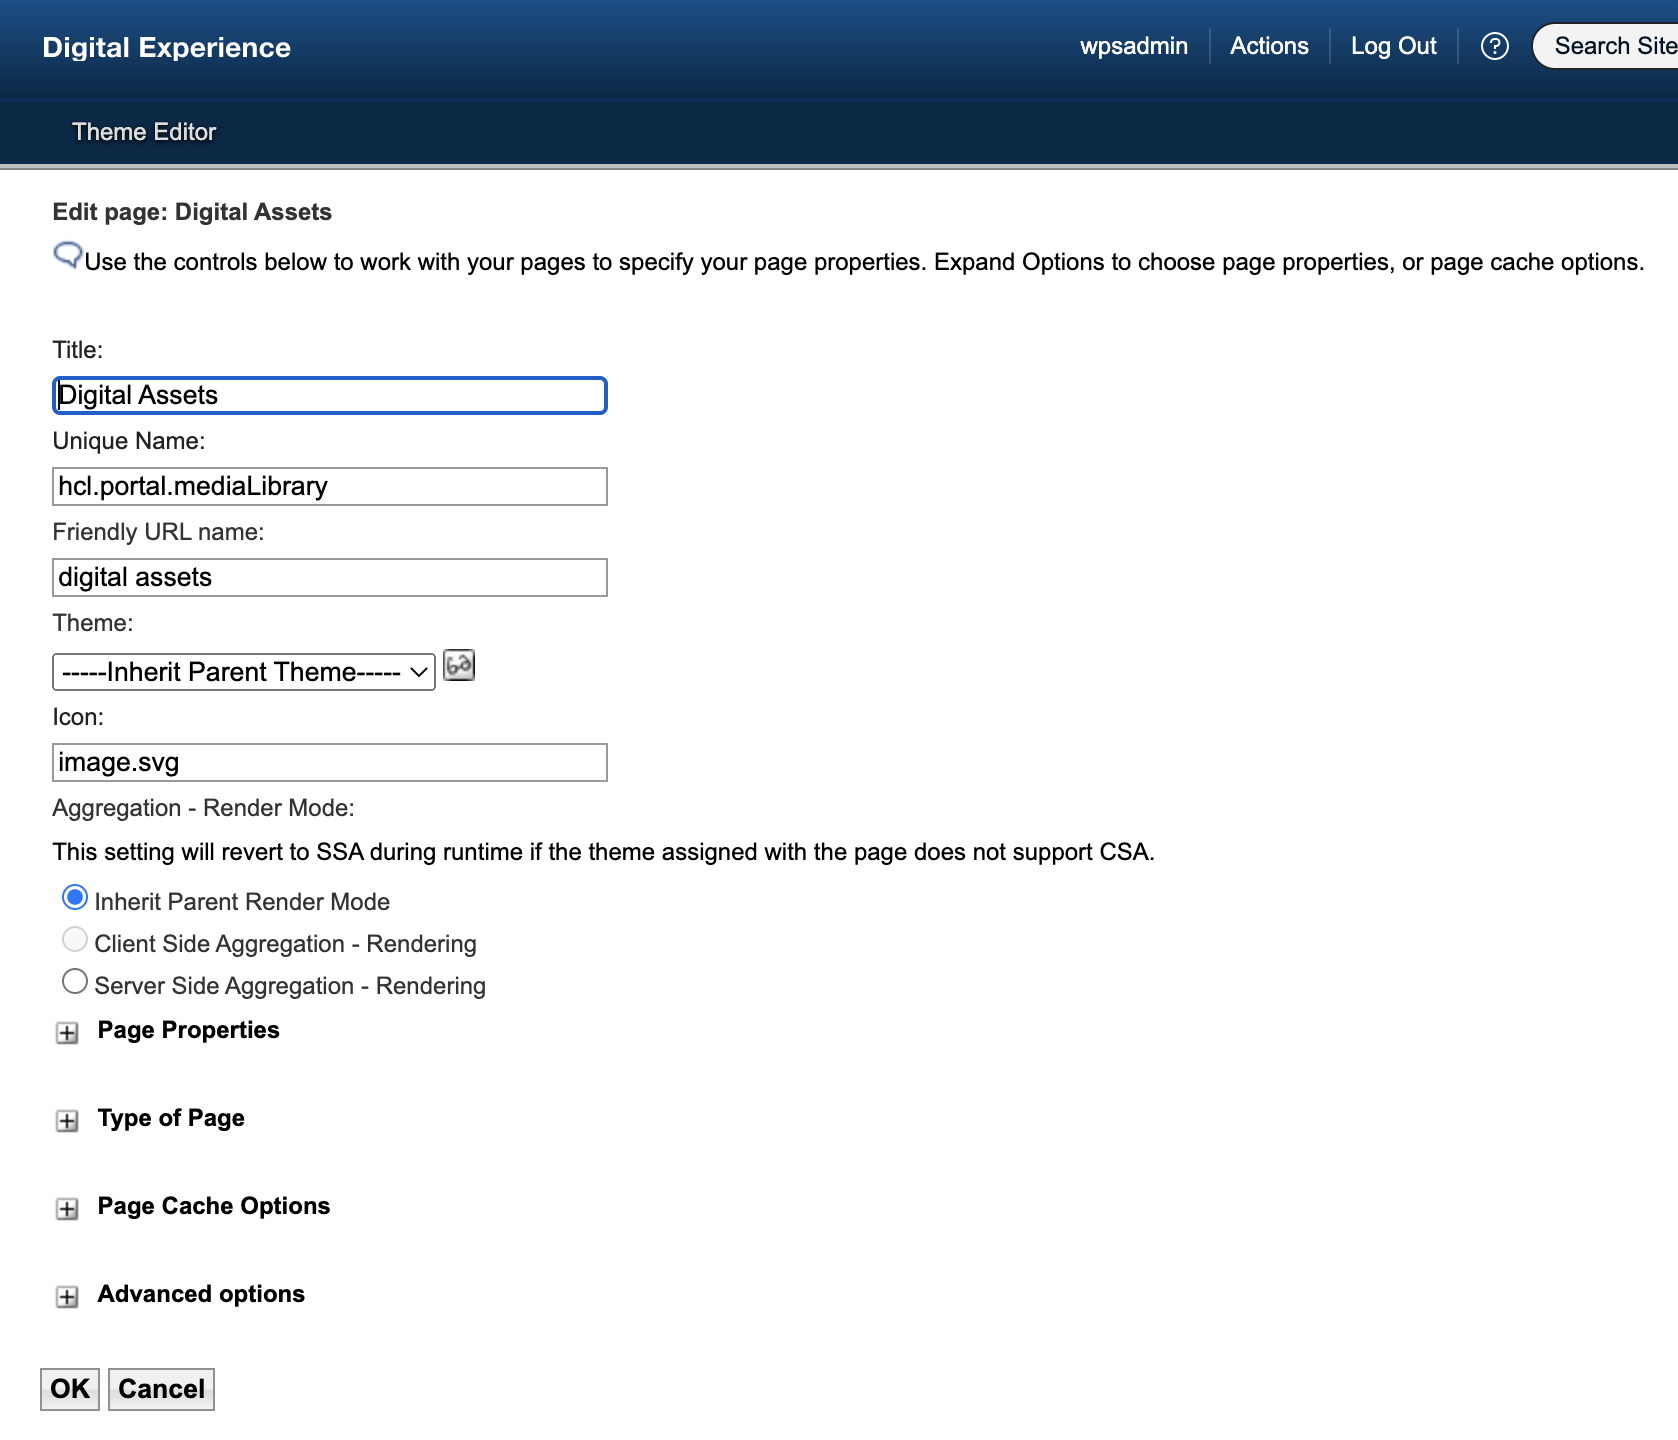 Digital Experience
wpsadmin Actions Log Out ? Search Site
Theme Editor
Edit page: Digital Assets
Use the controls below to work with your pages to specify your page properties. Expand Options to choose page properties, or page cache options.
Title:
Digital Assets
Unique Name:
hcl.portal.mediaLibrary
Friendly URL name:
digital assets
Theme:
-----Inherit Parent Theme-----
Icon:
image.svg
Aggregation - Render Mode:
This setting will revert to SSA during runtime if the theme assigned with the page does not support CSA.
Inherit Parent Render Mode
Client Side Aggregation - Rendering
Server Side Aggregation - Rendering
Page Properties
Type of Page
Page Cache Options
Advanced options
OK Cancel